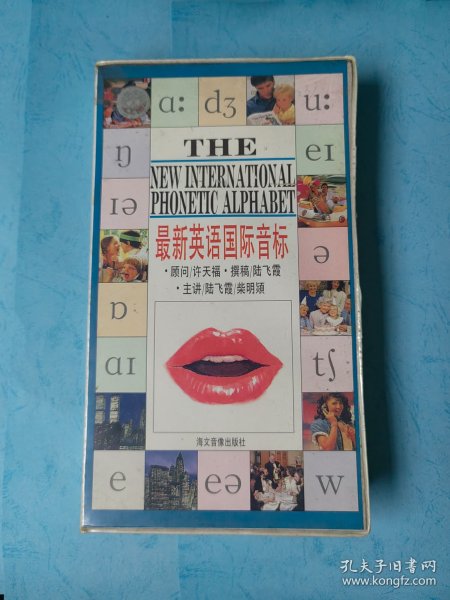 ɑː dʒ uː
ŋ eɪ
ɪə ə
ɒ
aɪ tʃ
e eə w
THE
NEW INTERNATIONAL
PHONETIC ALPHABET
最新英语国际音标
·顾问/许天福·撰稿/陆飞霞
·主讲/陆飞霞/柴明熲
海文音像出版社
孔夫子旧书网
www.kongfz.com